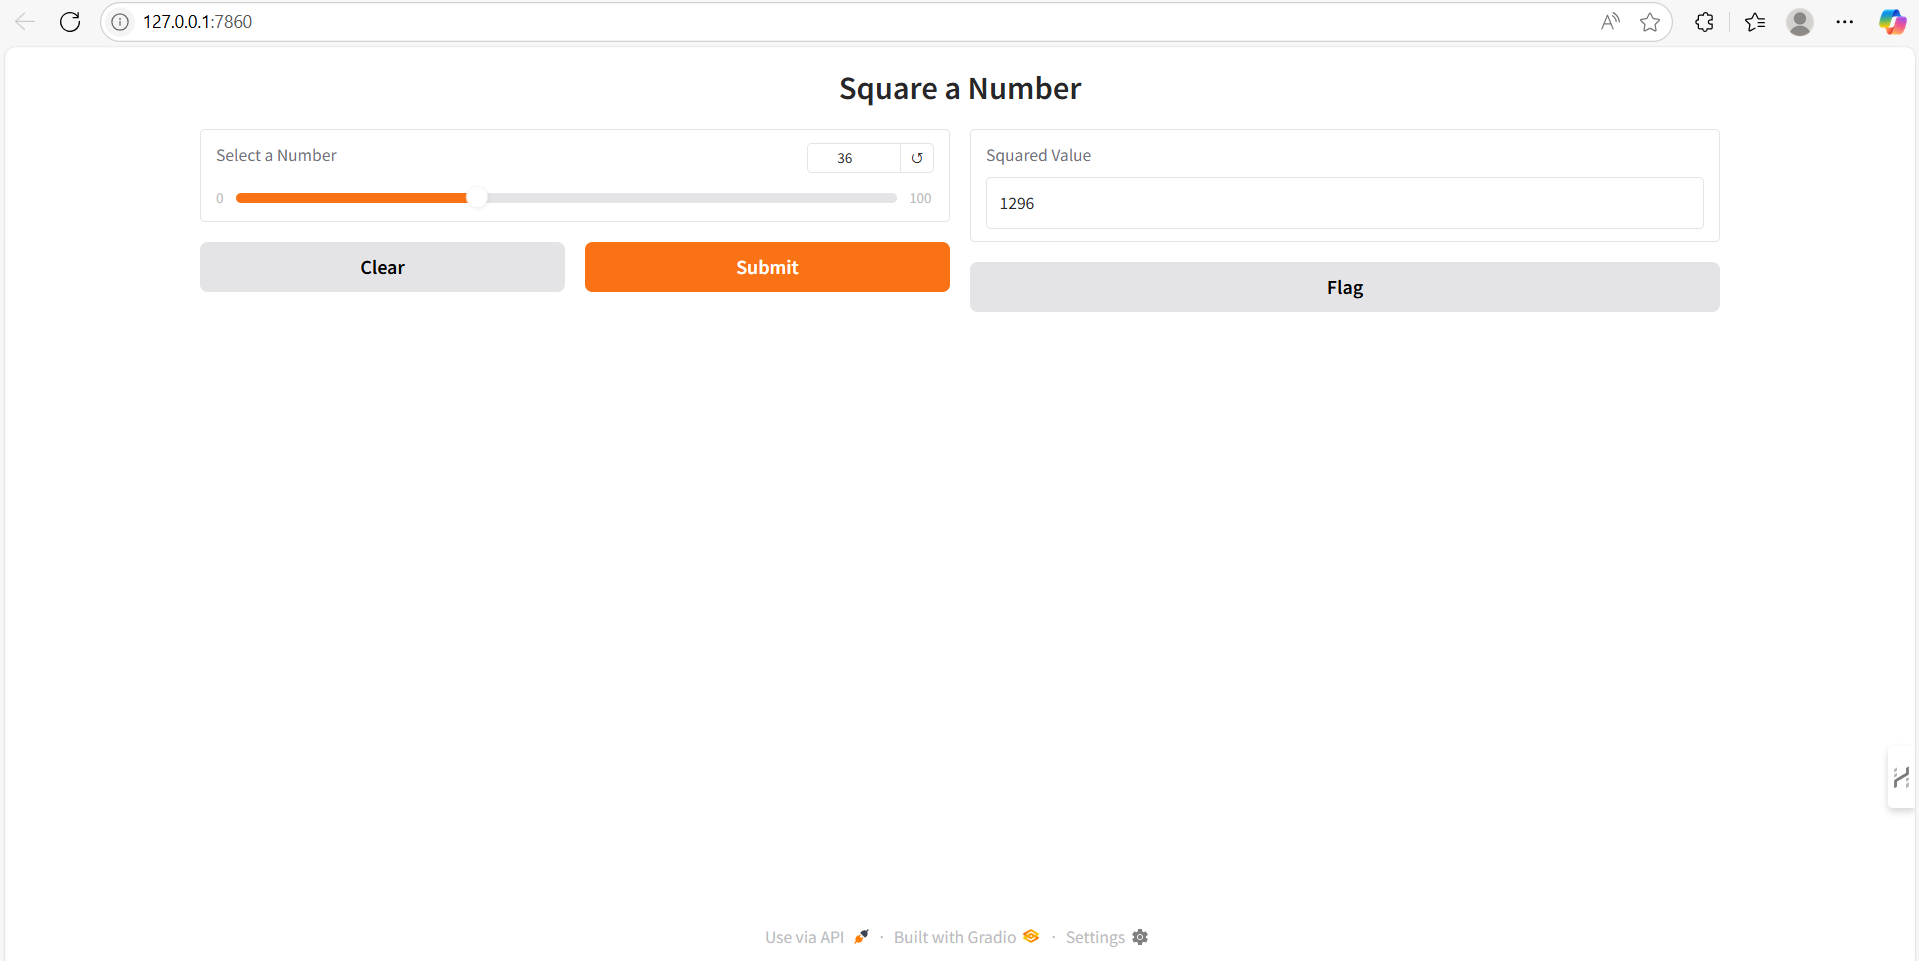 127.0.0.1:7860
Square a Number
Select a Number
36
0
100
Clear
Submit
Squared Value
1296
Flag
Use via API · Built with Gradio · Settings